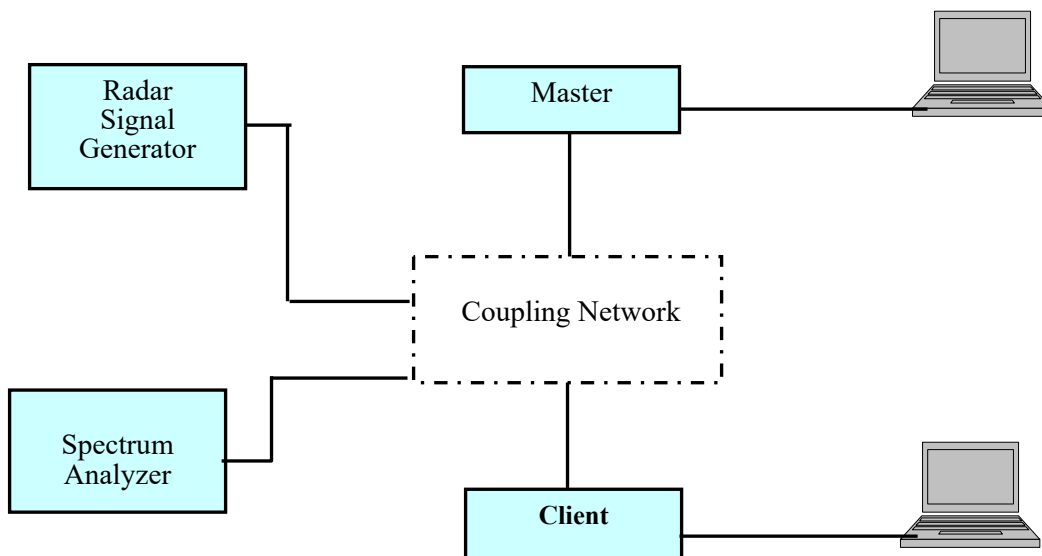 Radar
Signal
Generator
Master
Coupling Network
Spectrum
Analyzer
Client